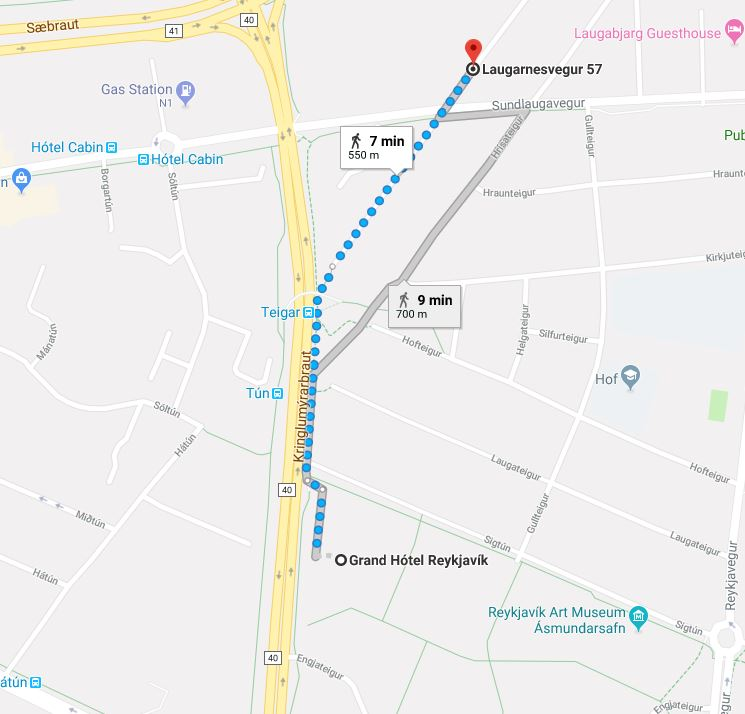 Sæbraut
40
41
Laugabjarg Guesthouse
Laugarnesvegur 57
Gas Station
N1
Sundlaugavegur
7 min
550 m
Hótel Cabin
Hótel Cabin
Hrísateigur
Gullteigur
Pub
n
Borgartún
Sóltún
Hraunteigur
Hraunt
Kirkjuteig
9 min
700 m
Teigar
Mánatún
Hofteigur
Helgateigur
Silfurteigur
Kringlumýrarbraut
Hof
Tún
Sóltún
Hátún
Laugateigur
Hofteigur
40
Gullteigur
Miðtún
Sigtún
Laugateigur
Grand Hótel Reykjavík
Hátún
Reykjavegur
Reykjavík Art Museum
Ásmundarsafn
Sigtún
40
Engjateigur
átún
Engjateigur